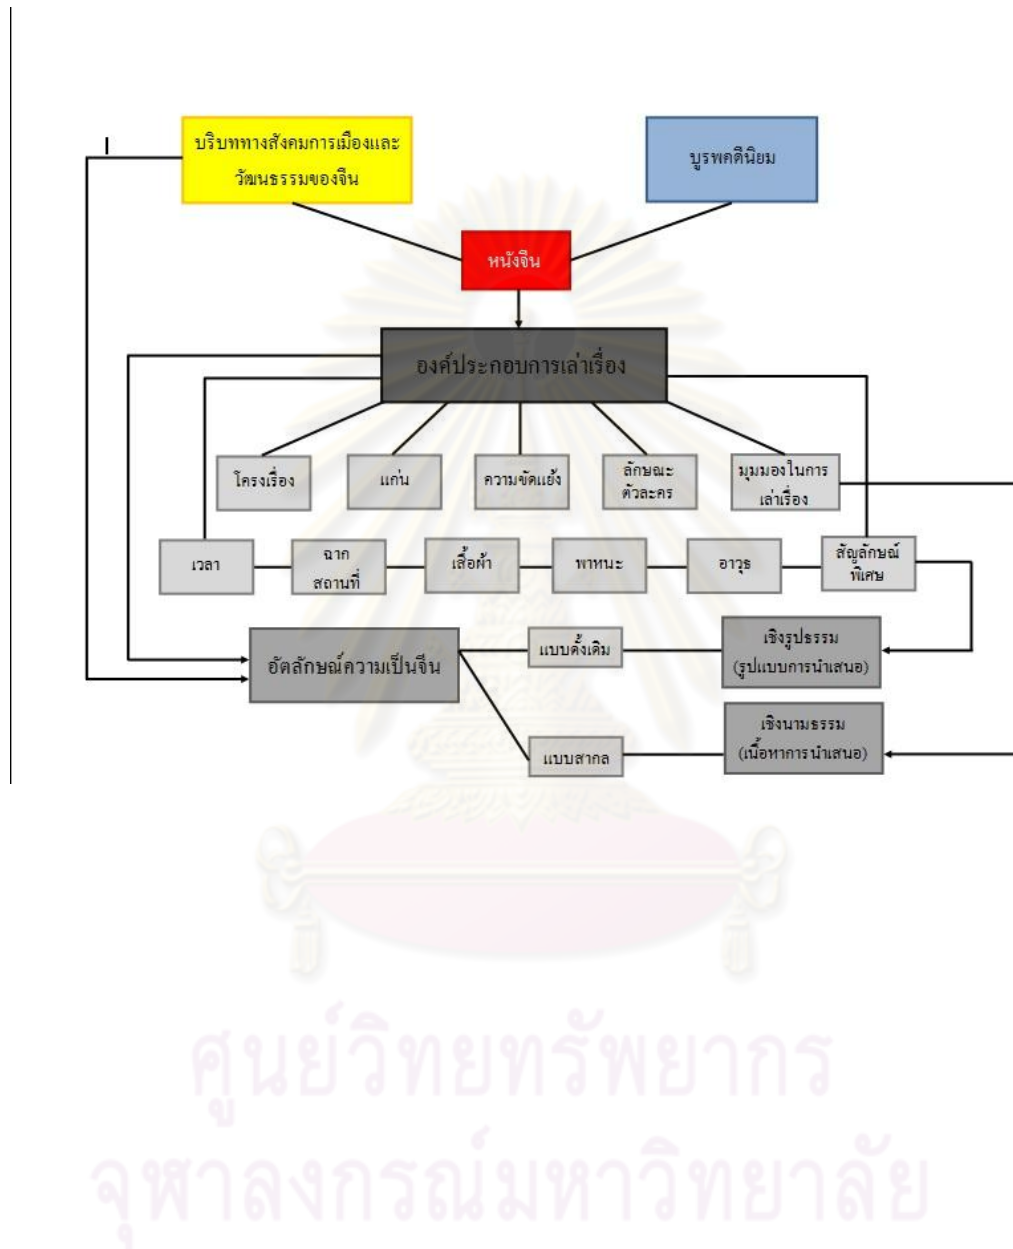 บริบททางสังคมการเมืองและ
วัฒนธรรมของจีน
บูรพคดีนิยม
หนังจีน
องค์ประกอบการเล่าเรื่อง
โครงเรื่อง
แก่น
ความขัดแย้ง
ลักษณะ
ตัวละคร
มุมมองในการ
เล่าเรื่อง
เวลา
ฉาก
สถานที่
เสื้อผ้า
พาหนะ
อาวุธ
สัญลักษณ์
พิเศษ
อัตลักษณ์ความเป็นจีน
แบบดั้งเดิม
เชิงรูปธรรม
(รูปแบบการนำเสนอ)
แบบสากล
เชิงนามธรรม
(เนื้อหาการนำเสนอ)
ศูนย์วิทยทรัพยากร
จุฬาลงกรณ์มหาวิทยาลัย